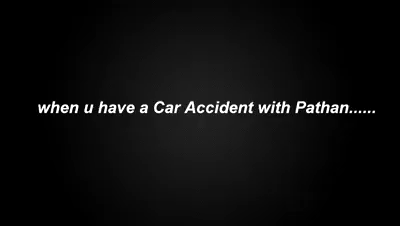 when u have a Car Accident with Pathan......